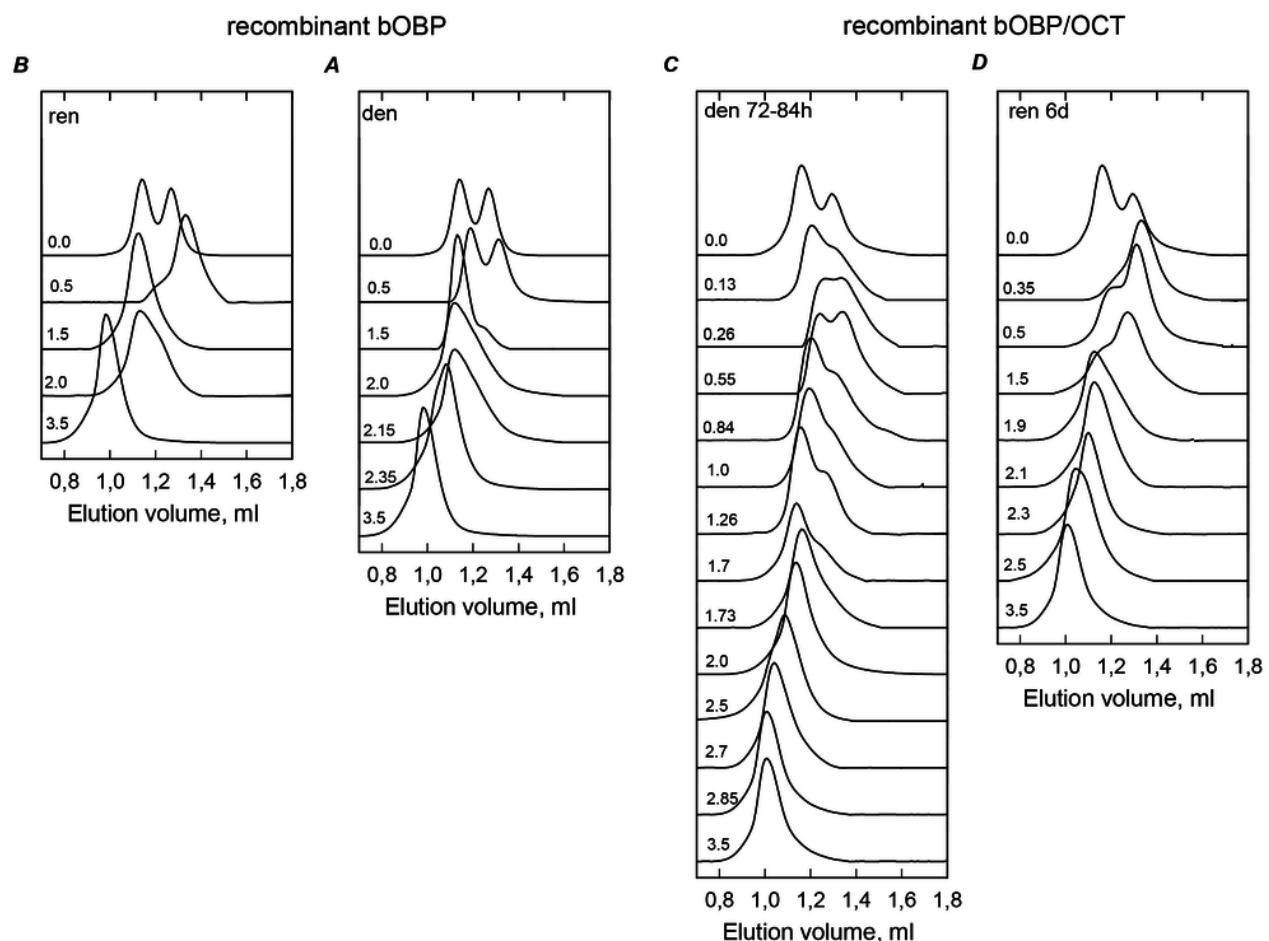 recombinant bOBP
recombinant bOBP/OCT
B
A
C
D
ren
0.0
0.5
1.5
2.0
3.5
0,8 1,0 1,2 1,4 1,6 1,8
Elution volume, ml
den
0.0
0.5
1.5
2.0
2.15
2.35
3.5
0,8 1,0 1,2 1,4 1,6 1,8
Elution volume, ml
den 72-84h
0.0
0.13
0.26
0.55
0.84
1.0
1.26
1.7
1.73
2.0
2.5
2.7
2.85
3.5
0,8 1,0 1,2 1,4 1,6 1,8
Elution volume, ml
ren 6d
0.0
0.35
0.5
1.5
1.9
2.1
2.3
2.5
3.5
0,8 1,0 1,2 1,4 1,6 1,8
Elution volume, ml